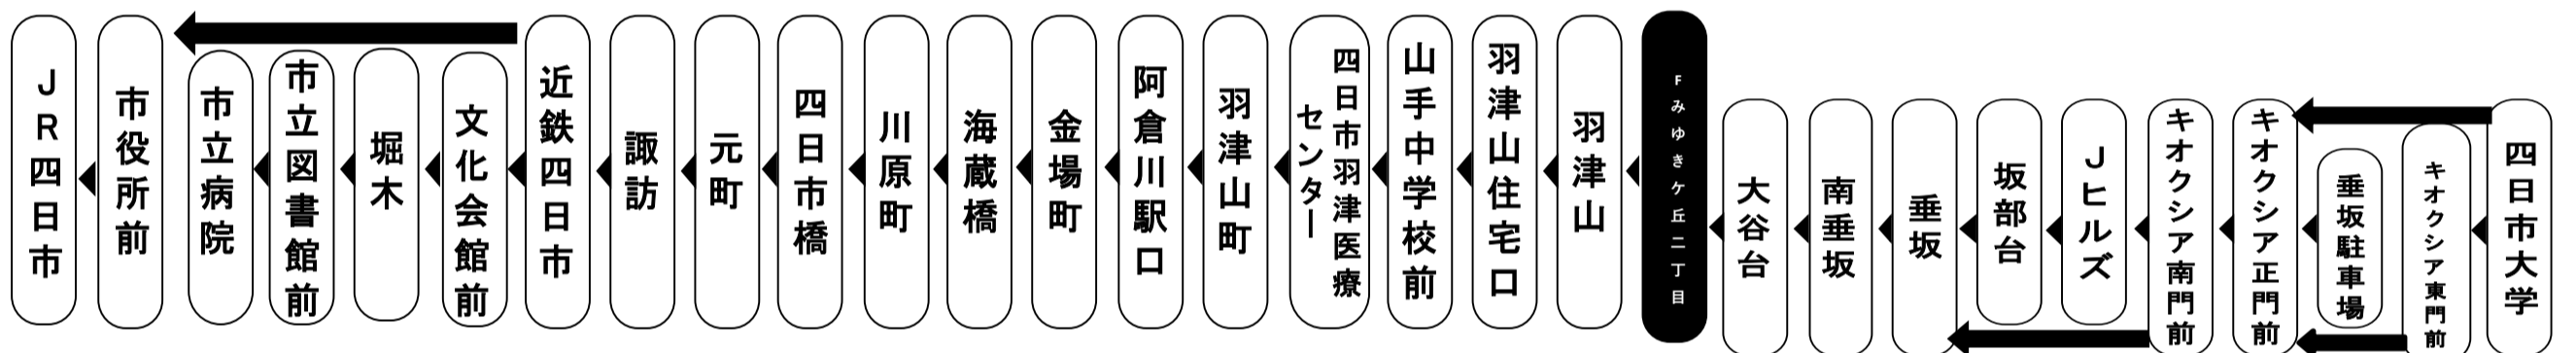 ＪＲ四日市
市役所前
市立病院
市立図書館前
堀木
文化会館前
近鉄四日市
諏訪
元町
四日市橋
川原町
海蔵橋
金場町
阿倉川駅口
羽津山町
四日市羽津医療
センター
山手中学校前
羽津山住宅口
羽津山
Ｆみゆきケ丘二丁目
大谷台
南垂坂
垂坂
坂部台
Ｊヒルズ
キオクシア南門前
キオクシア正門前
垂坂駐車場
キオクシア東門前
四日市大学